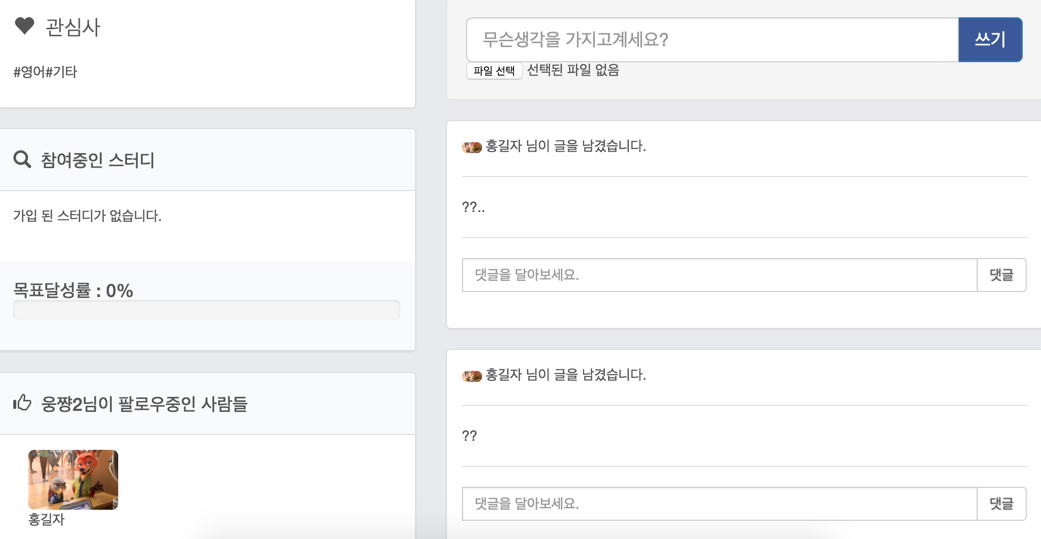 관심사
#영어#기타
참여중인 스터디
가입 된 스터디가 없습니다.
목표달성률 : 0%
웅쨩2님이 팔로우중인 사람들
홍길자
무슨생각을 가지고계세요?
쓰기
파일 선택 선택된 파일 없음
홍길자 님이 글을 남겼습니다.
??..
댓글을 달아보세요.
댓글
홍길자 님이 글을 남겼습니다.
??
댓글을 달아보세요.
댓글